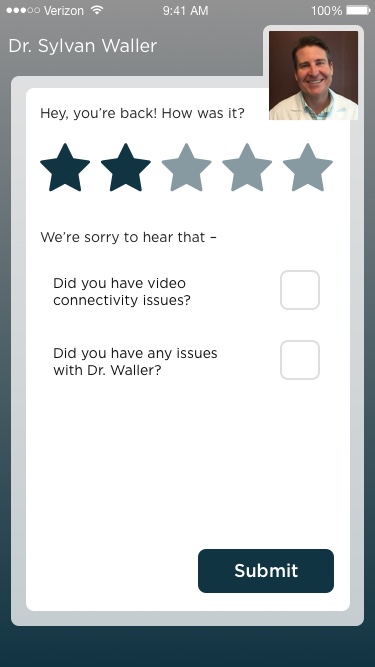 Verizon 9:41 AM 100%
Dr. Sylvan Waller
Hey, you’re back! How was it?
We’re sorry to hear that –
Did you have video
connectivity issues?
Did you have any issues
with Dr. Waller?
Submit